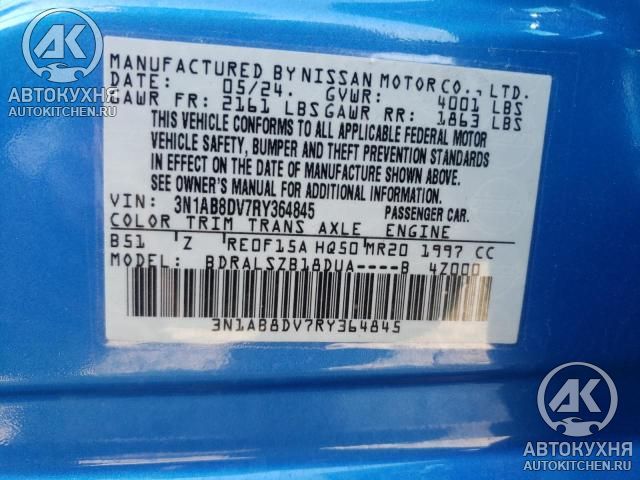 MANUFACTURED BY NISSAN MOTOR CO., LTD.
DATE: 05/24. GVWR: 4001 LBS
GAWR FR: 2161 LBS GAWR RR: 1863 LBS
THIS VEHICLE CONFORMS TO ALL APPLICABLE FEDERAL MOTOR
VEHICLE SAFETY, BUMPER AND THEFT PREVENTION STANDARDS
IN EFFECT ON THE DATE OF MANUFACTURE SHOWN ABOVE.
SEE OWNER'S MANUAL FOR ADDITIONAL INFORMATION.
VIN: 3N1AB8DV7RY364845 PASSENGER CAR.
COLOR TRIM TRANS AXLE ENGINE
B51 Z RE0F15A HQ50 MR20 1997 CC
MODEL: BDRALSZB18DUA----B 4Z000
3N1AB8DV7RY364845
АК
АВТОКУХНЯ
AUTOKITCHEN.RU
АК
АВТОКУХНЯ
AUTOKITCHEN.RU